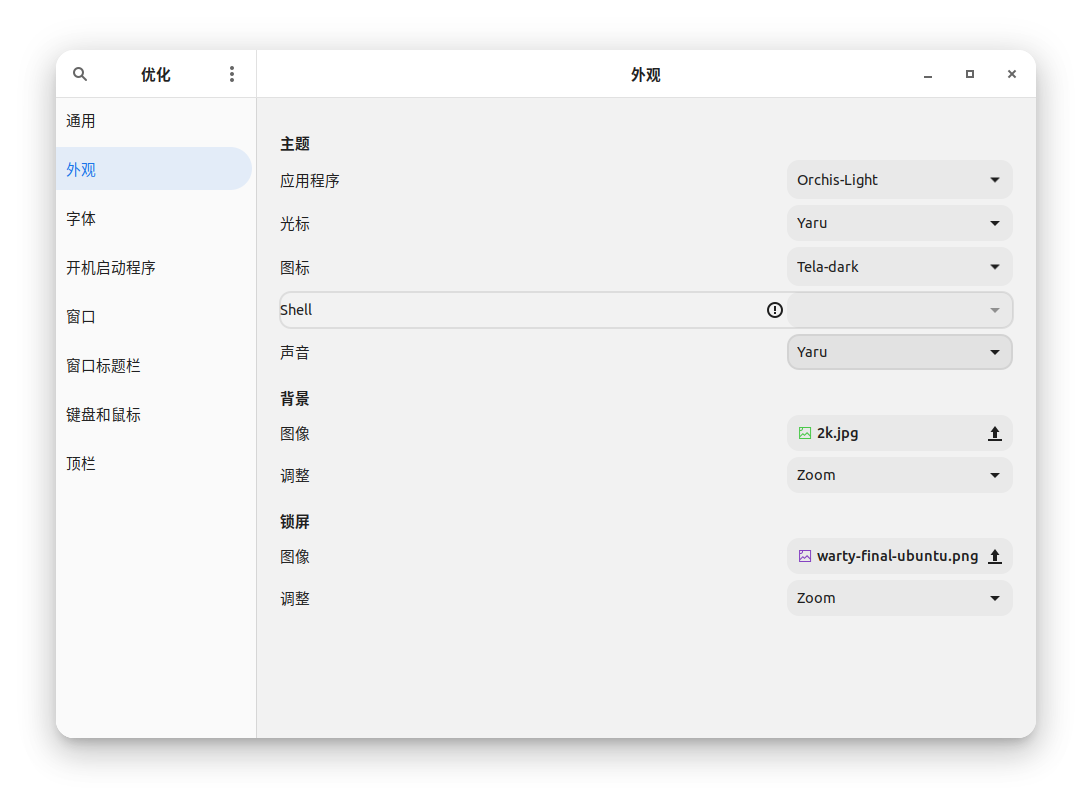 优化
外观
通用
外观
字体
开机启动程序
窗口
窗口标题栏
键盘和鼠标
顶栏
主题
应用程序 Orchis-Light
光标 Yaru
图标 Tela-dark
Shell
声音 Yaru
背景
图像 2k.jpg
调整 Zoom
锁屏
图像 warty-final-ubuntu.png
调整 Zoom